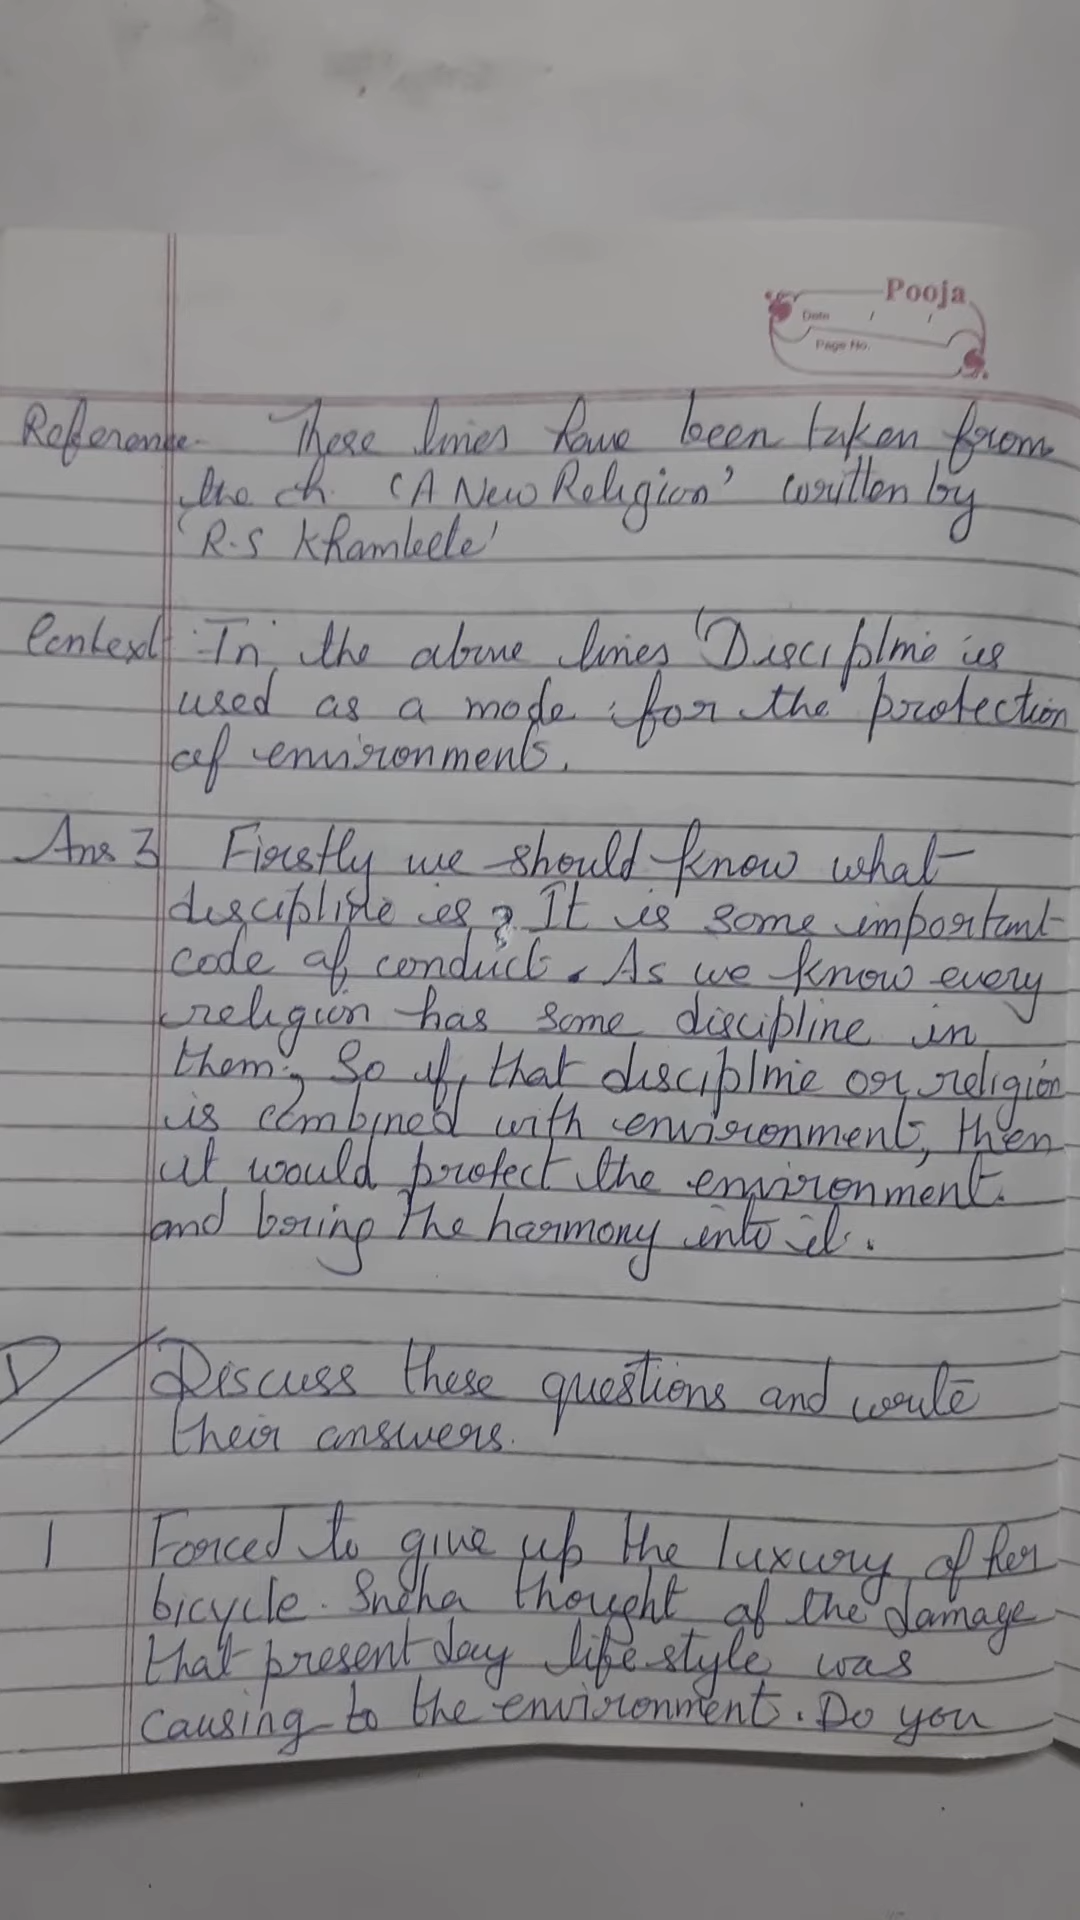 Pooja
Date / /
Page No.
Reference- These lines have been taken from
the ch. 'A New Religion' written by
'R.S Khamleele'
Context :- In the above lines 'Discipline is
used as a mode for the protection
of environments.
Ans 3 Firstly we should know what
discipline is? It is some important
code of conduct. As we know every
religion has some discipline in
them. So if, that discipline or religion
is combined with environment, then
it would protect the environment.
and bring the harmony into it.
D Discuss these questions and write
their answers.
1 Forced to give up the luxury of her
bicycle. Sneha thought of the damage
that present day life style was
causing to the environment. Do you